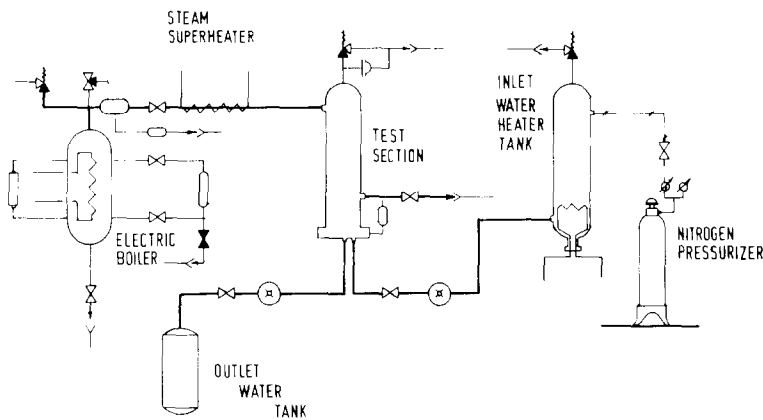 STEAM
SUPERHEATER
INLET
WATER
HEATER
TANK
TEST
SECTION
ELECTRIC
BOILER
NITROGEN
PRESSURIZER
OUTLET
WATER
TANK